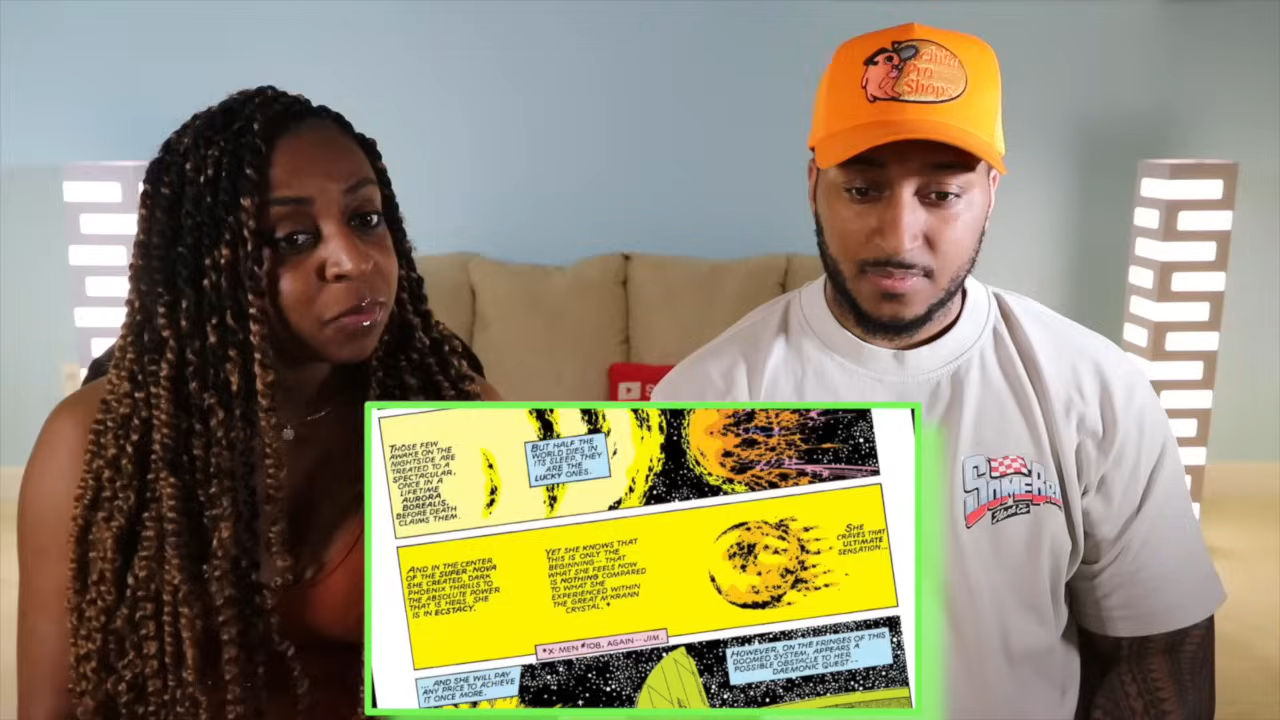 Pro
Shops
SOMEBRO
THOSE FEW
AWAKE ON THE
NIGHTSIDE ARE
TREATED TO A
SPECTACULAR,
ONCE IN A
LIFETIME
AURORA
BOREALIS,
BEFORE DEATH
CLAIMS THEM.
BUT HALF THE
WORLD DIES IN
ITS SLEEP. THEY
ARE THE
LUCKY ONES.
AND IN THE CENTER
OF THE SUPER-NOVA
SHE CREATED, DARK
PHOENIX THRILLS TO
THE ABSOLUTE POWER
THAT IS HERS. SHE
IS IN ECSTACY.
YET SHE KNOWS THAT
THIS IS ONLY THE
BEGINNING-- THAT
WHAT SHE FEELS NOW
IS NOTHING COMPARED
TO WHAT SHE
EXPERIENCED WITHIN
THE GREAT M'KRANN
CRYSTAL.*
SHE
CRAVES THAT
ULTIMATE
SENSATION...
*X-MEN #108, AGAIN-- JIM.
... AND SHE WILL PAY
ANY PRICE TO ACHIEVE
IT ONCE MORE.
HOWEVER, ON THE FRINGES OF THIS
DOOMED SYSTEM, APPEARS A
POSSIBLE OBSTACLE TO HER
DAEMONIC QUEST--